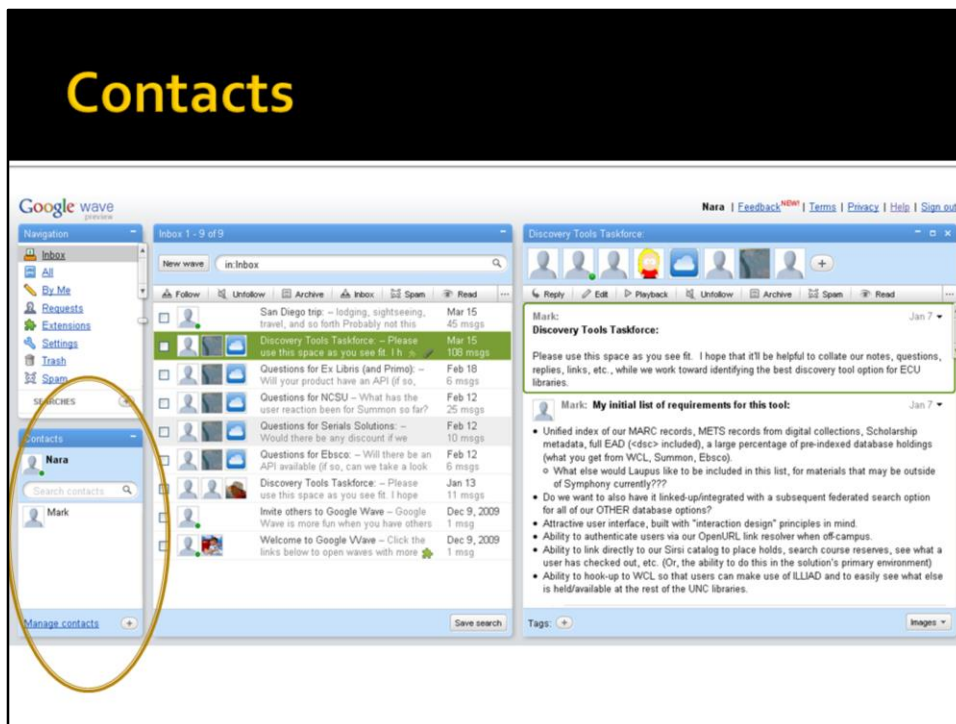 Contacts
Google wave
preview
Nara | Feedback NEW! | Terms | Privacy | Help | Sign out
Navigation
Inbox
All
By Me
Requests
Extensions
Settings
Trash
Spam
SEARCHES
Contacts
Nara
Search contacts
Mark
Manage contacts
Inbox 1 - 9 of 9
New wave in:Inbox
Follow Unfollow Archive Inbox Spam Read
San Diego trip: – lodging, sightseeing, Mar 15
travel, and so forth Probably not this 45 msgs
Discovery Tools Taskforce: – Please Mar 15
use this space as you see fit. I h 108 msgs
Questions for Ex Libris (and Primo): – Feb 18
Will your product have an API (if so, 6 msgs
Questions for NCSU – What has the Feb 12
user reaction been for Summon so far? 25 msgs
Questions for Serials Solutions: – Feb 12
Would there be any discount if we 10 msgs
Questions for Ebsco: – Will there be an Feb 12
API available (if so, can we take a look 6 msgs
Discovery Tools Taskforce: – Please Jan 13
use this space as you see fit. I hope 11 msgs
Invite others to Google Wave – Google Dec 9, 2009
Wave is more fun when you have others 1 msg
Welcome to Google Wave – Click the Dec 9, 2009
links below to open waves with more 1 msg
Save search
Discovery Tools Taskforce:
Reply Edit Playback Unfollow Archive Spam Read
Mark: Jan 7
Discovery Tools Taskforce:
Please use this space as you see fit. I hope that it'll be helpful to collate our notes, questions,
replies, links, etc., while we work toward identifying the best discovery tool option for ECU
libraries.
Mark: My initial list of requirements for this tool: Jan 7
• Unified index of our MARC records, METS records from digital collections, Scholarship
metadata, full EAD (<dsc> included), a large percentage of pre-indexed database holdings
(what you get from WCL, Summon, Ebsco).
o What else would Laupus like to be included in this list, for materials that may be outside
of Symphony currently???
• Do we want to also have it linked-up/integrated with a subsequent federated search option
for all of our OTHER database options?
• Attractive user interface, built with "interaction design" principles in mind.
• Ability to authenticate users via our OpenURL link resolver when off-campus.
• Ability to link directly to our Sirsi catalog to place holds, search course reserves, see what a
user has checked out, etc. (Or, the ability to do this in the solution's primary environment)
• Ability to hook-up to WCL so that users can make use of ILLIAD and to easily see what else
is held/available at the rest of the UNC libraries.
Tags: Images